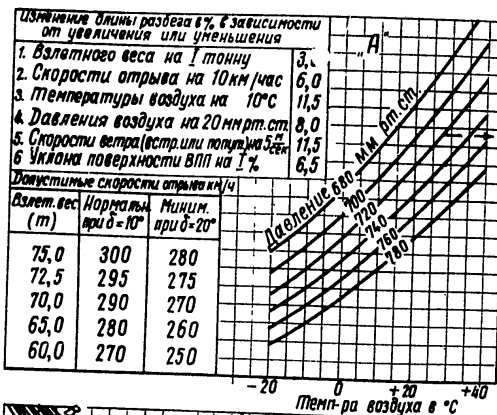 Изменение длины разбега в %, в зависимости
от увеличения или уменьшения
1. Взлетного веса на I тонну
2. Скорости отрыва на 10 км/час 6,0
3. Температуры воздуха на 10°С 11,5
4. Давления воздуха на 20 мм рт. ст. 8,0
5. Скорости ветра (встр. или попутн) на 5 м/сек 11,5
6 Уклона поверхности ВПП на I % 6,5
Допустимые скорости отрыва км/ч
Взлет. вес (т) Нормальн. при δ=10° Миним. при δ=20°
75,0 300 280
72,5 295 275
70,0 290 270
65,0 280 260
60,0 270 250
„А"
Давление 680 мм рт. ст.
700
720
740
760
780
-20 0 +20 +40
Темп-ра воздуха в °С